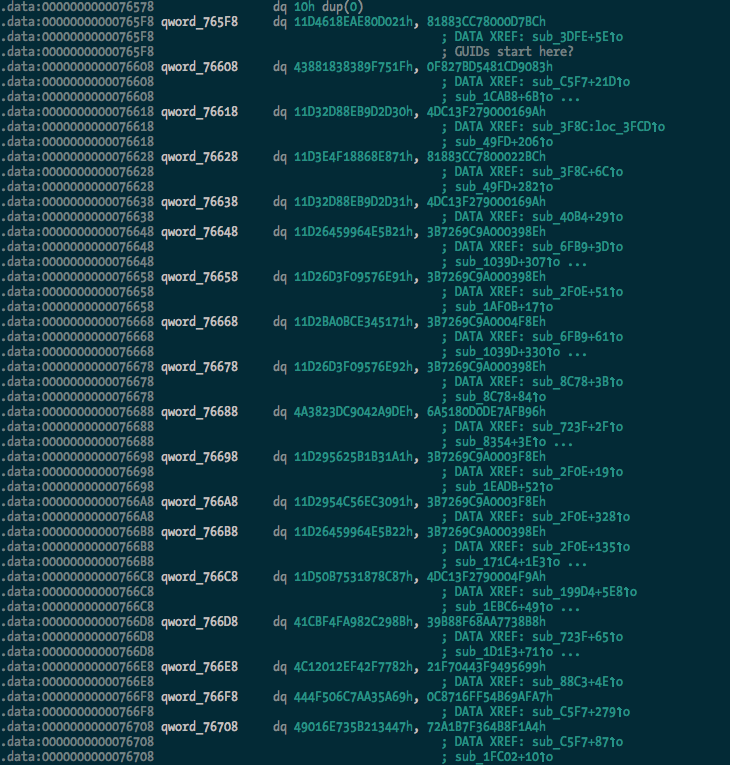 .data:0000000000076578 dq 10h dup(0)
.data:00000000000765F8 qword_765F8 dq 11D4618EAE80D021h, 81883CC78000D7BCh
.data:00000000000765F8 ; DATA XREF: sub_3DFE+5E↑o
.data:00000000000765F8 ; GUIDs start here?
.data:0000000000076608 qword_76608 dq 43881838389F751Fh, 0F827BD5481CD9083h
.data:0000000000076608 ; DATA XREF: sub_C5F7+21D↑o
.data:0000000000076608 ; sub_1CAB8+6B↑o ...
.data:0000000000076618 qword_76618 dq 11D32D88EB9D2D30h, 4DC13F279000169Ah
.data:0000000000076618 ; DATA XREF: sub_3F8C:loc_3FCD↑o
.data:0000000000076618 ; sub_49FD+206↑o
.data:0000000000076628 qword_76628 dq 11D3E4F18868E871h, 81883CC7800022BCh
.data:0000000000076628 ; DATA XREF: sub_3F8C+6C↑o
.data:0000000000076628 ; sub_49FD+282↑o
.data:0000000000076638 qword_76638 dq 11D32D88EB9D2D31h, 4DC13F279000169Ah
.data:0000000000076638 ; DATA XREF: sub_40B4+29↑o
.data:0000000000076648 qword_76648 dq 11D26459964E5B21h, 3B7269C9A000398Eh
.data:0000000000076648 ; DATA XREF: sub_6FB9+3D↑o
.data:0000000000076648 ; sub_1039D+307↑o ...
.data:0000000000076658 qword_76658 dq 11D26D3F09576E91h, 3B7269C9A000398Eh
.data:0000000000076658 ; DATA XREF: sub_2F0E+51↑o
.data:0000000000076658 ; sub_1AF0B+17↑o
.data:0000000000076668 qword_76668 dq 11D2BA0BCE345171h, 3B7269C9A0004F8Eh
.data:0000000000076668 ; DATA XREF: sub_6FB9+61↑o
.data:0000000000076668 ; sub_1039D+330↑o ...
.data:0000000000076678 qword_76678 dq 11D26D3F09576E92h, 3B7269C9A000398Eh
.data:0000000000076678 ; DATA XREF: sub_8C78+3B↑o
.data:0000000000076678 ; sub_8C78+84↑o
.data:0000000000076688 qword_76688 dq 4A3823DC9042A9DEh, 6A5180D0DE7AFB96h
.data:0000000000076688 ; DATA XREF: sub_723F+2F↑o
.data:0000000000076688 ; sub_8354+3E↑o ...
.data:0000000000076698 qword_76698 dq 11D295625B1B31A1h, 3B7269C9A0003F8Eh
.data:0000000000076698 ; DATA XREF: sub_2F0E+19↑o
.data:0000000000076698 ; sub_1EADB+52↑o
.data:00000000000766A8 qword_766A8 dq 11D2954C56EC3091h, 3B7269C9A0003F8Eh
.data:00000000000766A8 ; DATA XREF: sub_2F0E+328↑o
.data:00000000000766B8 qword_766B8 dq 11D26459964E5B22h, 3B7269C9A000398Eh
.data:00000000000766B8 ; DATA XREF: sub_2F0E+135↑o
.data:00000000000766B8 ; sub_171C4+1E3↑o ...
.data:00000000000766C8 qword_766C8 dq 11D50B7531878C87h, 4DC13F2790004F9Ah
.data:00000000000766C8 ; DATA XREF: sub_199D4+5E8↑o
.data:00000000000766C8 ; sub_1EBC6+49↑o ...
.data:00000000000766D8 qword_766D8 dq 41CBF4FA982C298Bh, 39B88F68AA7738B8h
.data:00000000000766D8 ; DATA XREF: sub_723F+65↑o
.data:00000000000766D8 ; sub_1D1E3+71↑o ...
.data:00000000000766E8 qword_766E8 dq 4C12012EF42F7782h, 21F70443F9495699h
.data:00000000000766E8 ; DATA XREF: sub_88C3+4E↑o
.data:00000000000766F8 qword_766F8 dq 444F506C7AA35A69h, 0C8716FF54B69AFA7h
.data:00000000000766F8 ; DATA XREF: sub_C5F7+279↑o
.data:0000000000076708 qword_76708 dq 49016E735B213447h, 72A1B7F364B8F1A4h
.data:0000000000076708 ; DATA XREF: sub_C5F7+87↑o
.data:0000000000076708 ; sub_1FC02+10↑o